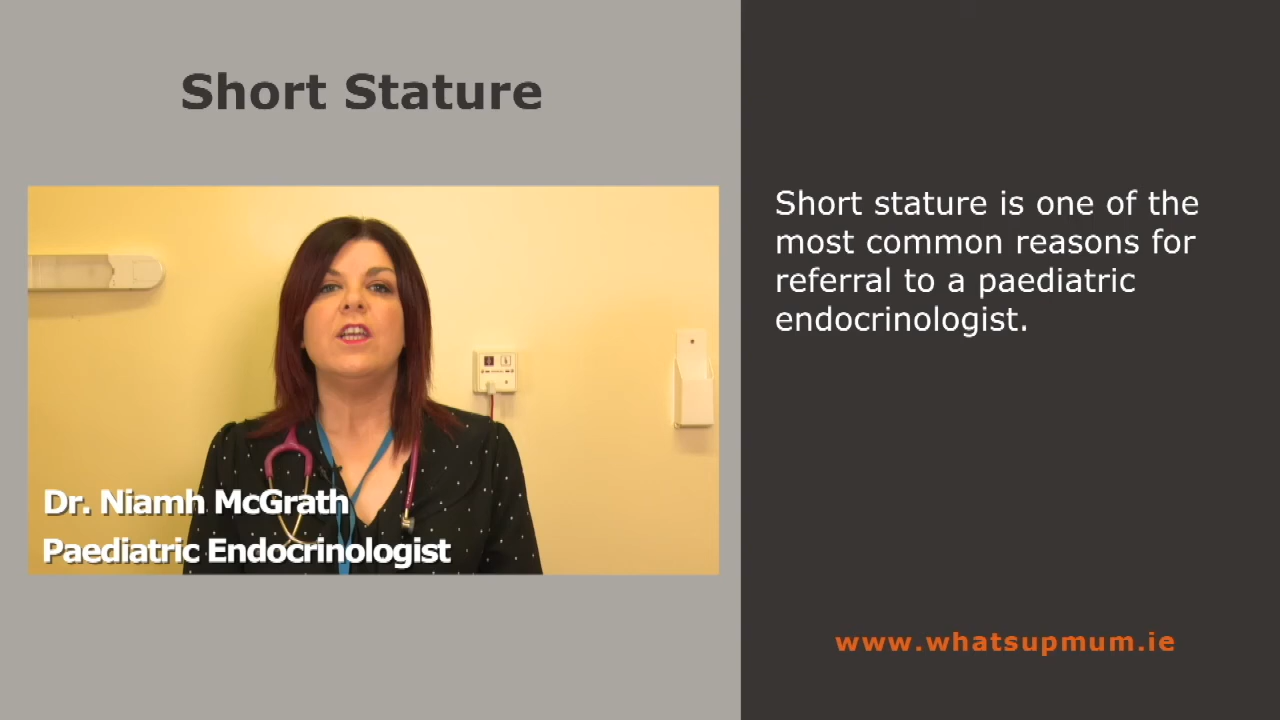 Short Stature
Dr. Niamh McGrath
Paediatric Endocrinologist
Short stature is one of the
most common reasons for
referral to a paediatric
endocrinologist.
www.whatsupmum.ie